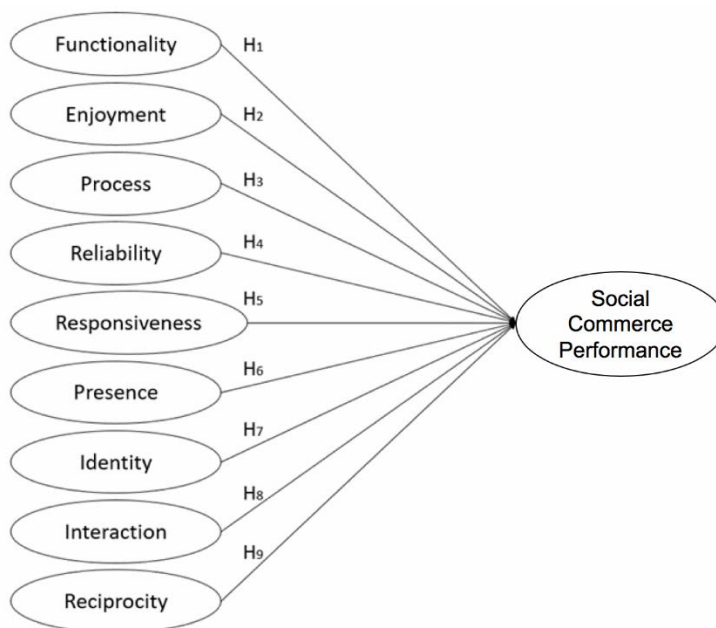 Functionality
H1
Enjoyment
H2
Process
H3
Reliability
H4
Responsiveness
H5
Presence
H6
Identity
H7
Interaction
H8
Reciprocity
H9
Social
Commerce
Performance